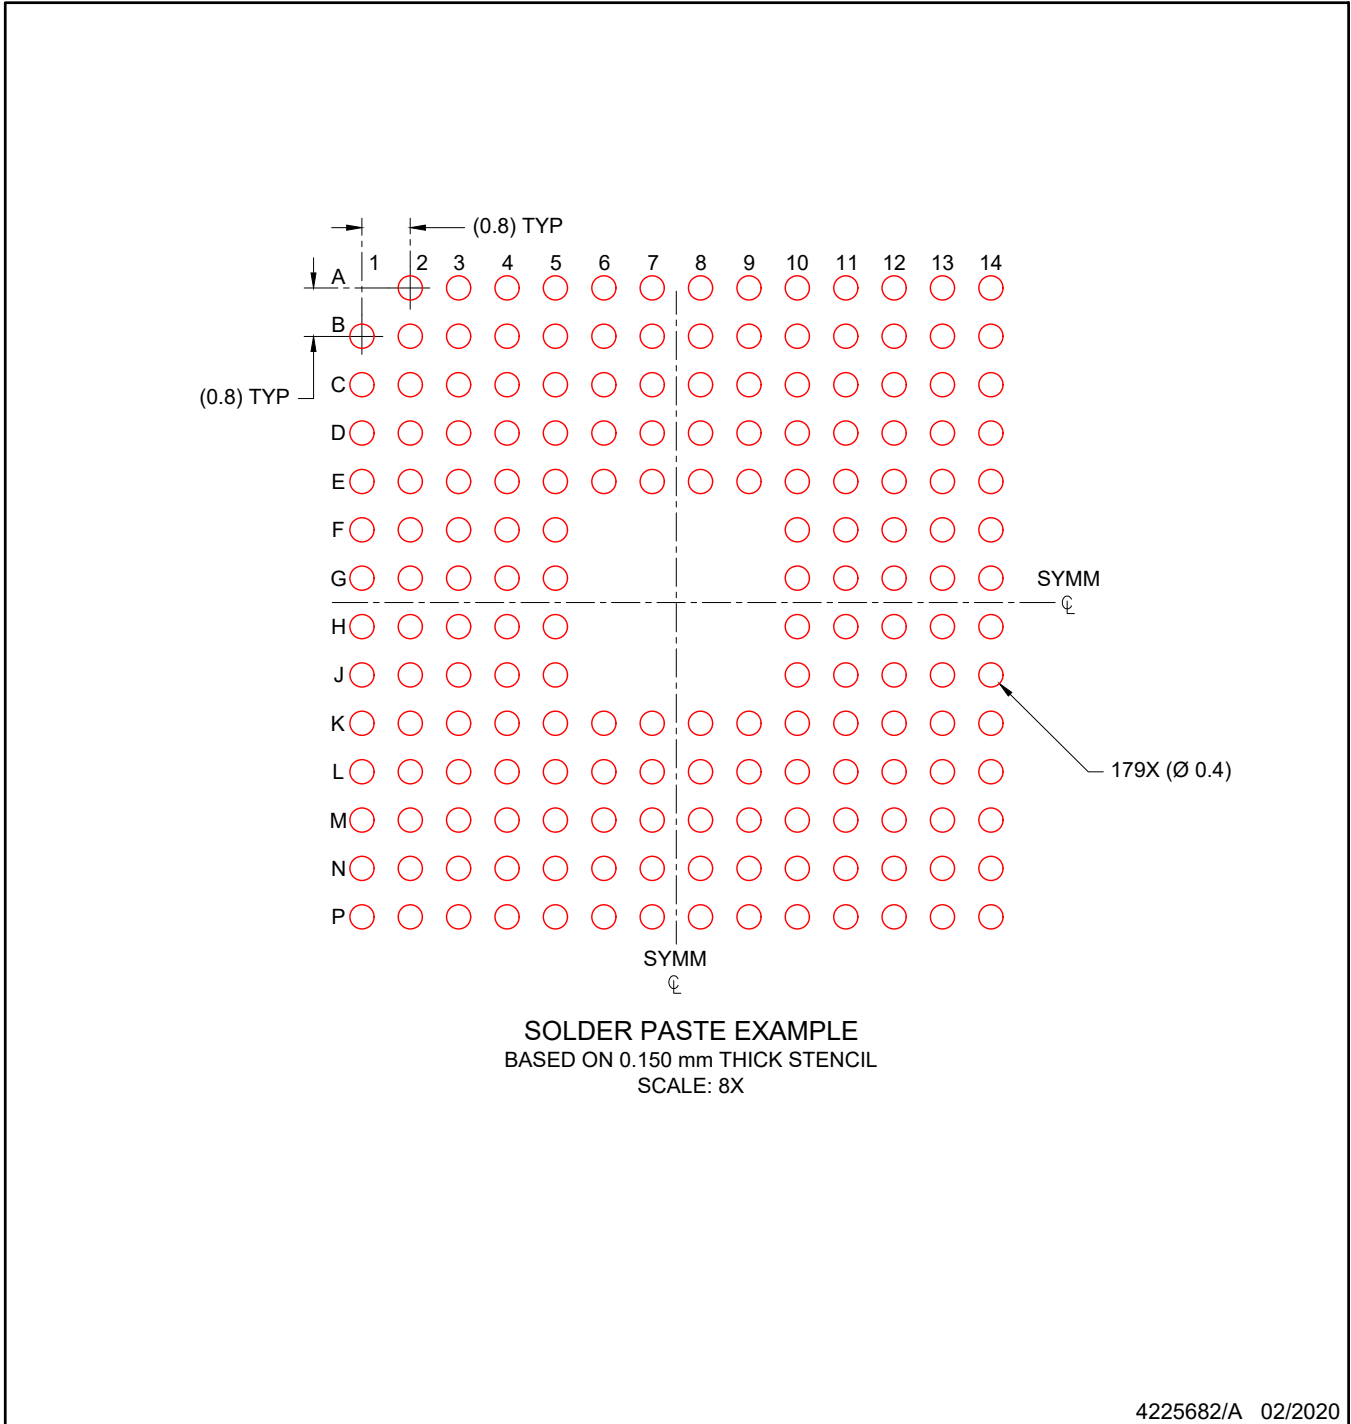 (0.8) TYP
1 2 3 4 5 6 7 8 9 10 11 12 13 14
A
B
C
(0.8) TYP
D
E
F
G
SYMM
℄
H
J
K
L
179X (Ø 0.4)
M
N
P
SYMM
℄
SOLDER PASTE EXAMPLE
BASED ON 0.150 mm THICK STENCIL
SCALE: 8X
4225682/A 02/2020